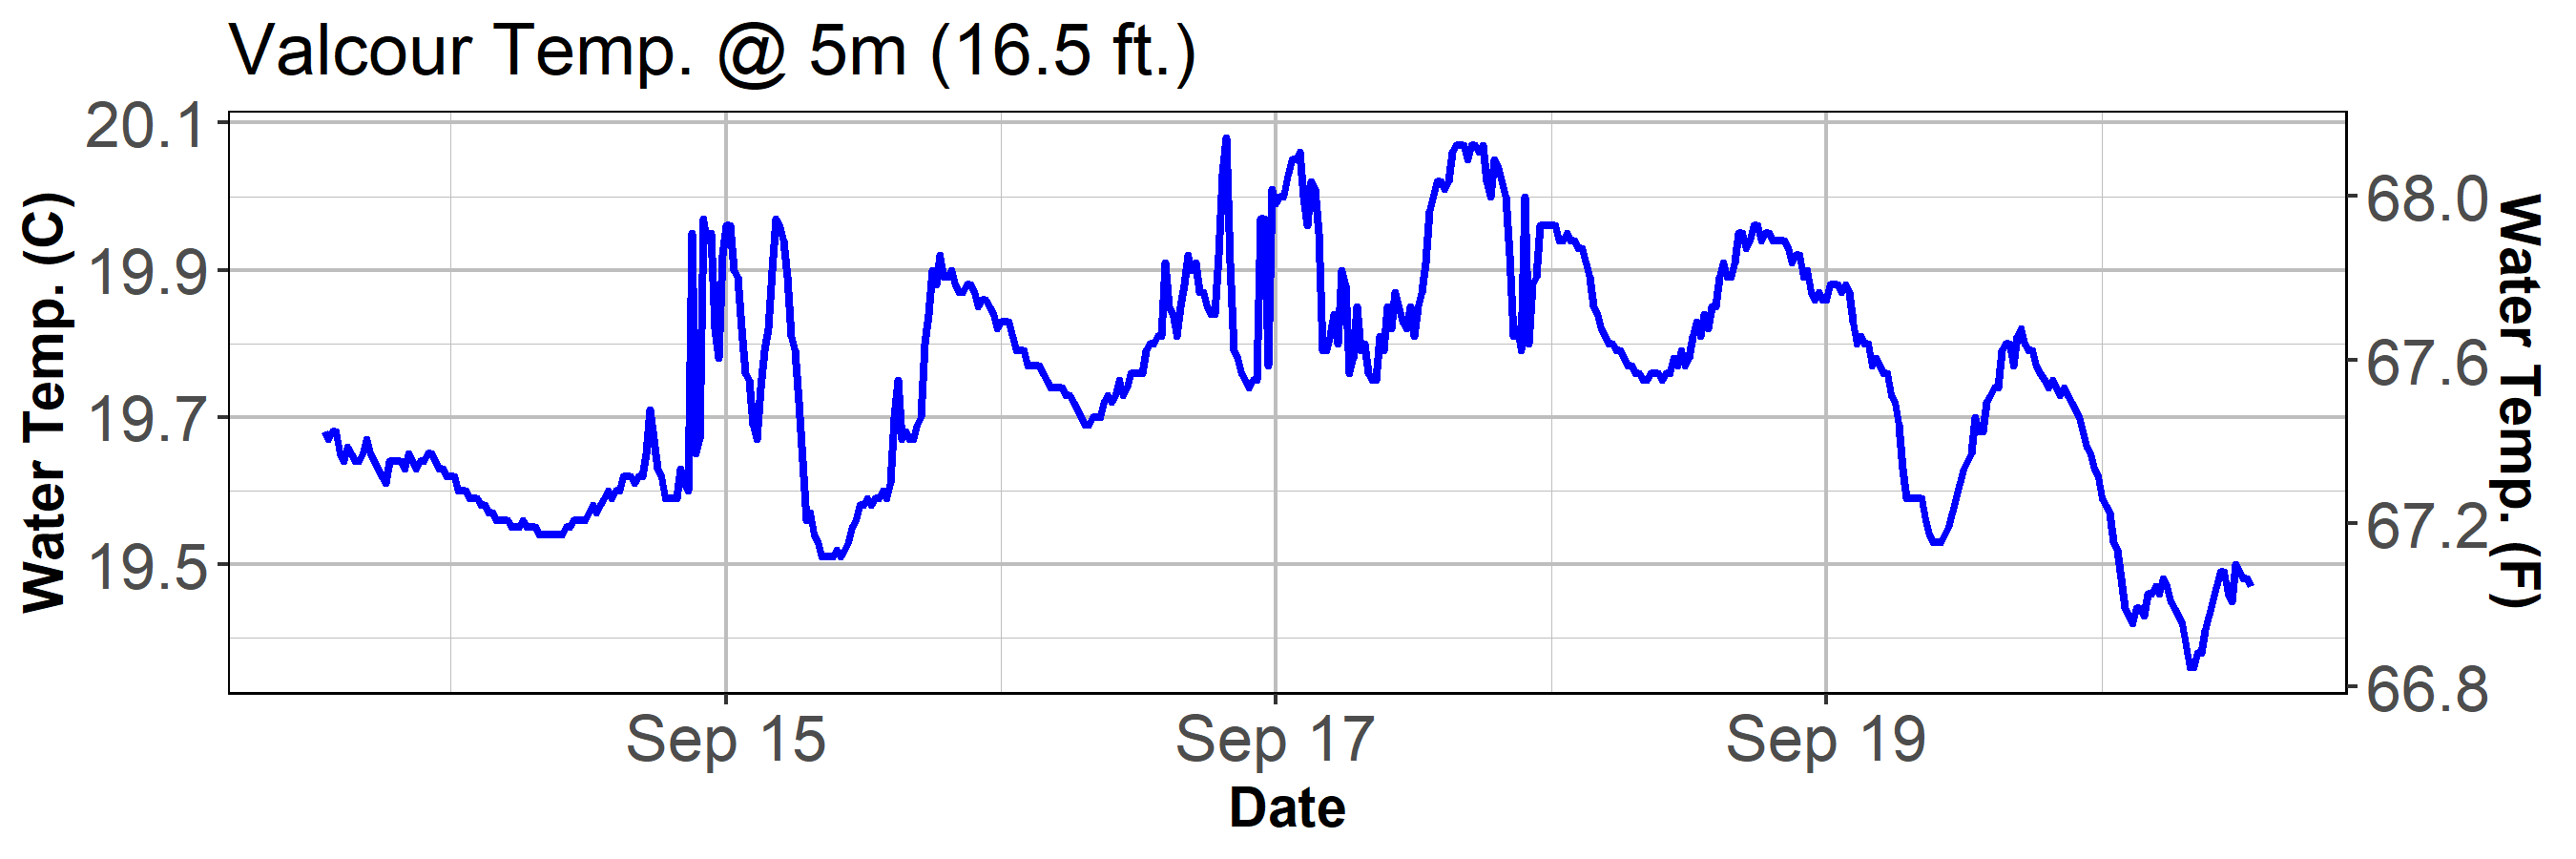 Valcour Temp. @ 5m (16.5 ft.)
Water Temp. (C)
20.1
19.9
19.7
19.5
68.0
67.6
67.2
66.8
Water Temp. (F)
Sep 15
Sep 17
Sep 19
Date